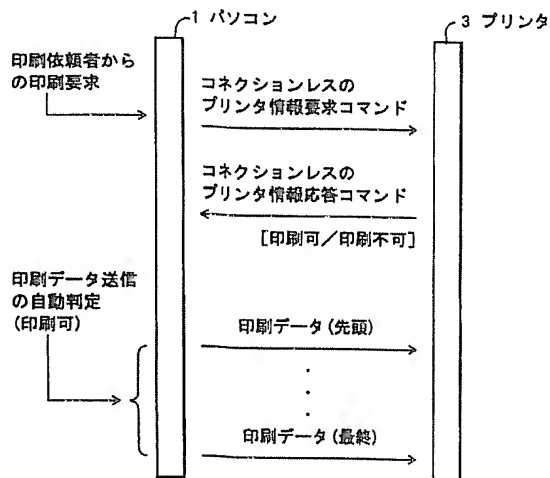 1 パソコン
3 プリンタ
印刷依頼者から
の印刷要求
コネクションレスの
プリンタ情報要求コマンド
コネクションレスの
プリンタ情報応答コマンド
[印刷可/印刷不可]
印刷データ送信
の自動判定
(印刷可)
印刷データ(先頭)
印刷データ(最終)